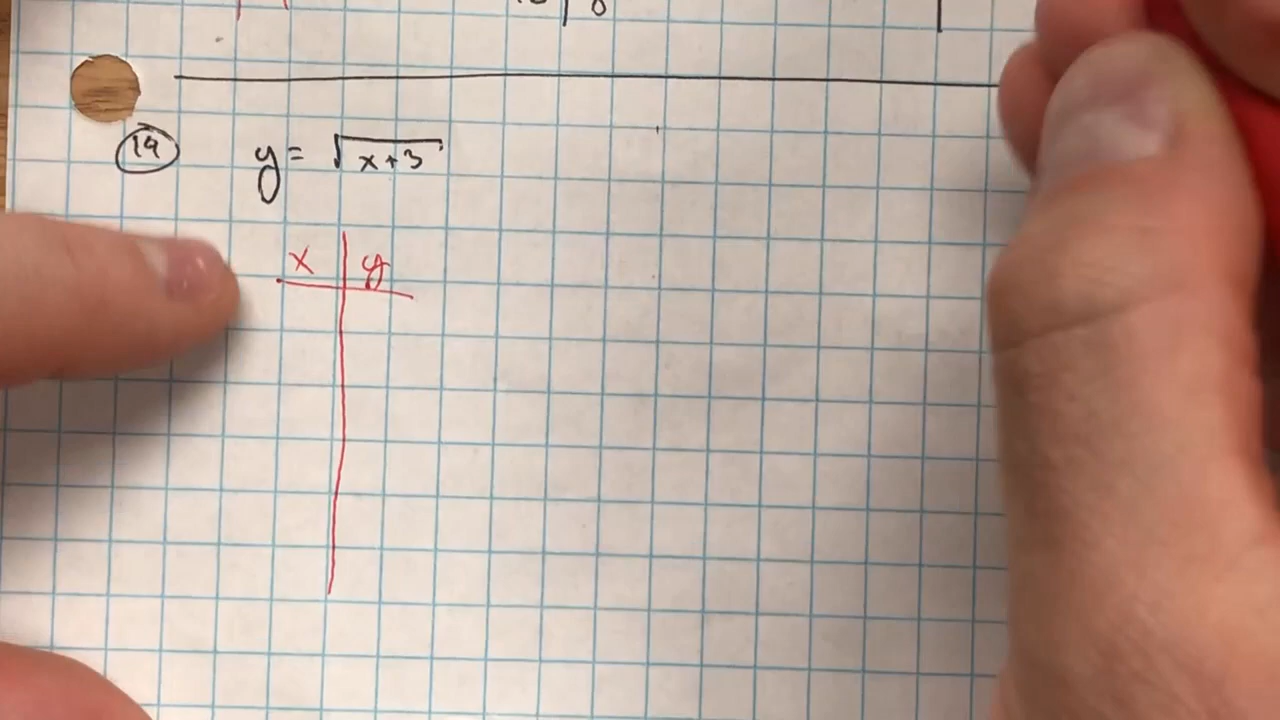 19 y = √x+3
x y